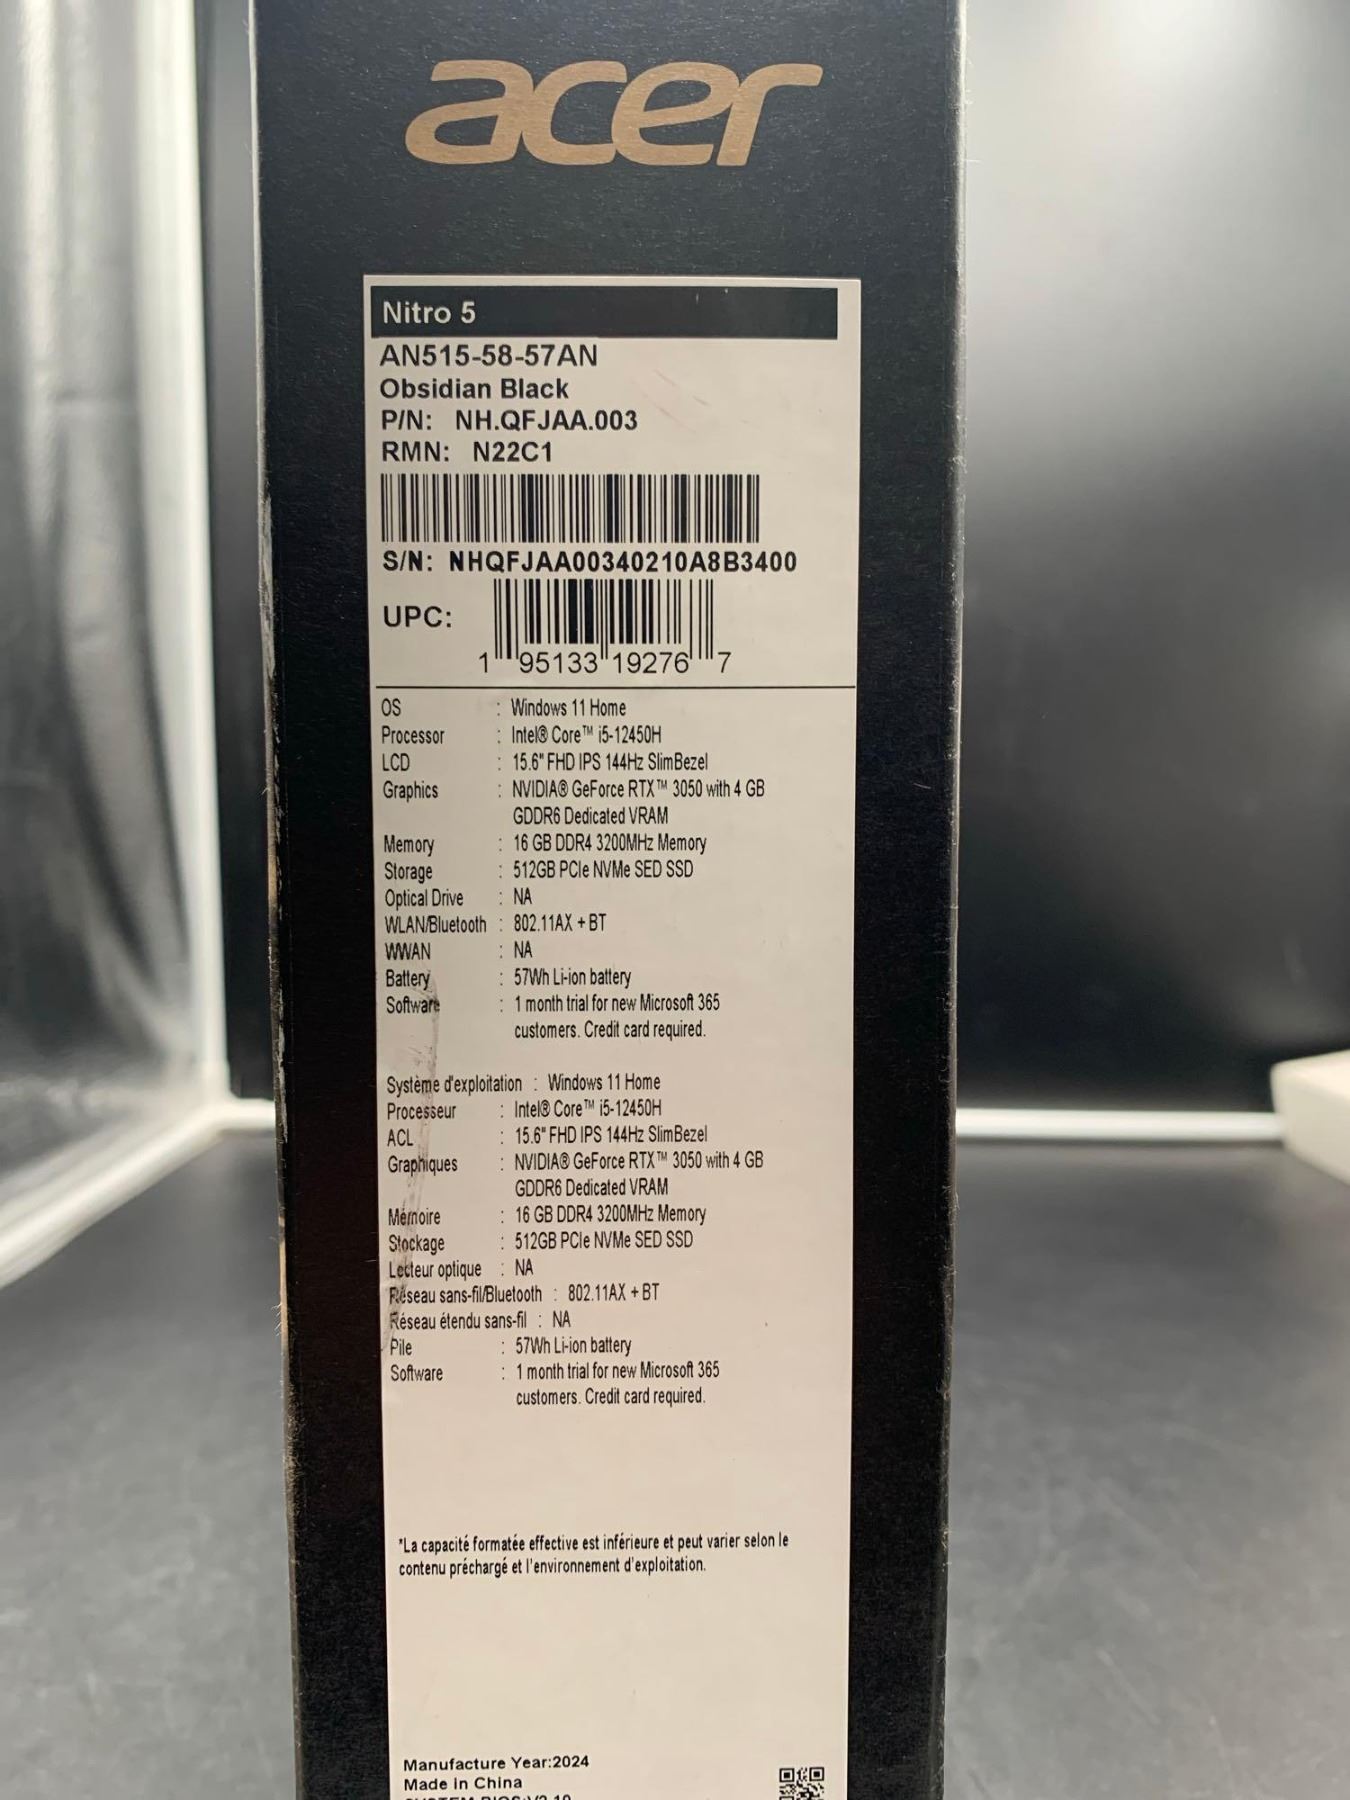 acer
Nitro 5
AN515-58-57AN
Obsidian Black
P/N: NH.QFJAA.003
RMN: N22C1
S/N: NHQFJAA00340210A8B3400
UPC:
1 95133 19276 7
OS : Windows 11 Home
Processor : Intel® Core™ i5-12450H
LCD : 15.6" FHD IPS 144Hz SlimBezel
Graphics : NVIDIA® GeForce RTX™ 3050 with 4 GB
GDDR6 Dedicated VRAM
Memory : 16 GB DDR4 3200MHz Memory
Storage : 512GB PCIe NVMe SED SSD
Optical Drive : NA
WLAN/Bluetooth : 802.11AX + BT
WWAN : NA
Battery : 57Wh Li-ion battery
Software : 1 month trial for new Microsoft 365
customers. Credit card required.
Système d'exploitation : Windows 11 Home
Processeur : Intel® Core™ i5-12450H
ACL : 15.6" FHD IPS 144Hz SlimBezel
Graphiques : NVIDIA® GeForce RTX™ 3050 with 4 GB
GDDR6 Dedicated VRAM
Mémoire : 16 GB DDR4 3200MHz Memory
Stockage : 512GB PCIe NVMe SED SSD
Lecteur optique : NA
Réseau sans-fil/Bluetooth : 802.11AX + BT
Réseau étendu sans-fil : NA
Pile : 57Wh Li-ion battery
Software : 1 month trial for new Microsoft 365
customers. Credit card required.
*La capacité formatée effective est inférieure et peut varier selon le
contenu préchargé et l'environnement d'exploitation.
Manufacture Year:2024
Made in China
SYSTEM BIOS:V2.10